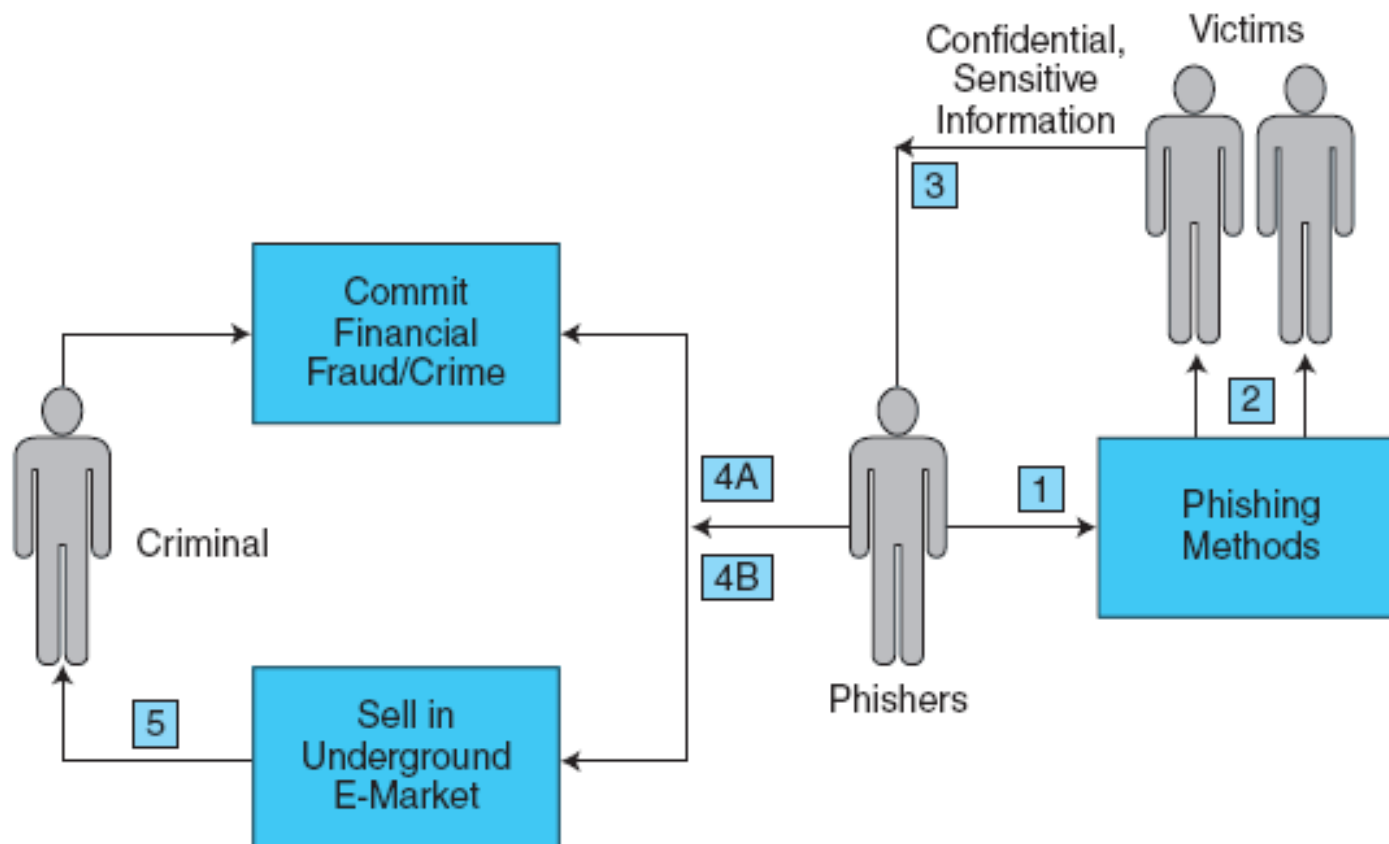 Victims
Confidential,
Sensitive
Information
3
Commit
Financial
Fraud/Crime
2
4A
1
Phishing
Methods
Criminal
4B
Phishers
5
Sell in
Underground
E-Market